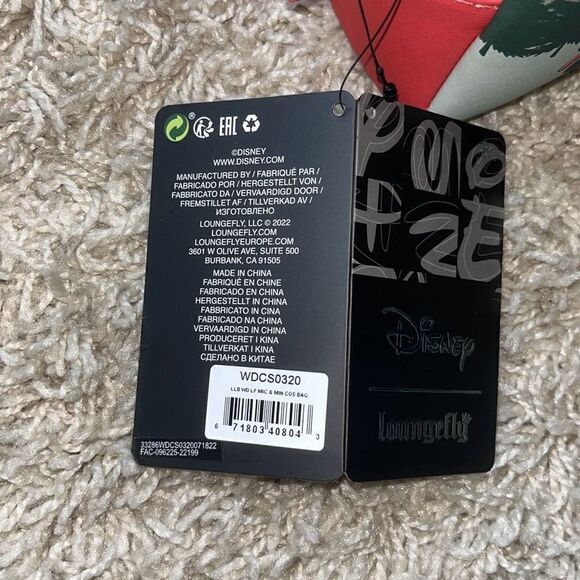 ®
EAC
©DISNEY
WWW.DISNEY.COM
MANUFACTURED BY / FABRIQUÉ PAR /
FABRICADO POR / HERGESTELLT VON /
FABBRICATO DA / VERVAARDIGD DOOR /
FREMSTILLET AF / TILLVERKAD AV /
ИЗГОТОВЛЕНО
LOUNGEFLY, LLC © 2022
LOUNGEFLY.COM
LOUNGEFLYEUROPE.COM
3601 W OLIVE AVE, SUITE 500
BURBANK, CA 91505
MADE IN CHINA
FABRIQUÉ EN CHINE
FABRICADO EN CHINA
HERGESTELLT IN CHINA
FABBRICATO IN CINA
FABRICADO NA CHINA
VERVAARDIGD IN CHINA
PRODUCERET I KINA
TILLVERKAT I KINA
СДЕЛАНО В КИТАЕ
WDCS0320
LLB WD LF MIC & MIN COS BAG
6 71803 40804 3
33286WDCS0320071822
FAC-096225-22199
Disney
loungefly